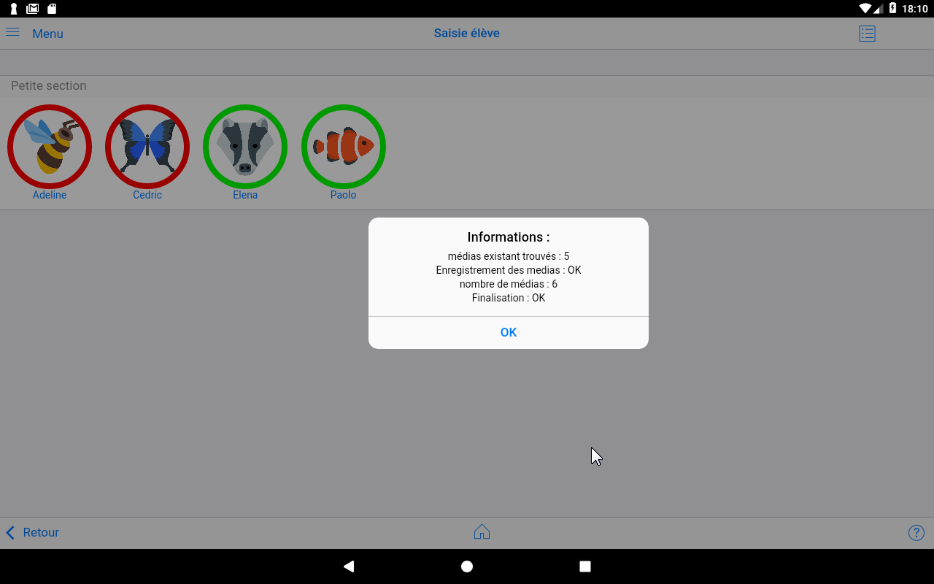 18:10
Menu
Saisie élève
Petite section
Adeline
Cedric
Elena
Paolo
Informations :
médias existant trouvés : 5
Enregistrement des medias : OK
nombre de médias : 6
Finalisation : OK
OK
Retour
?